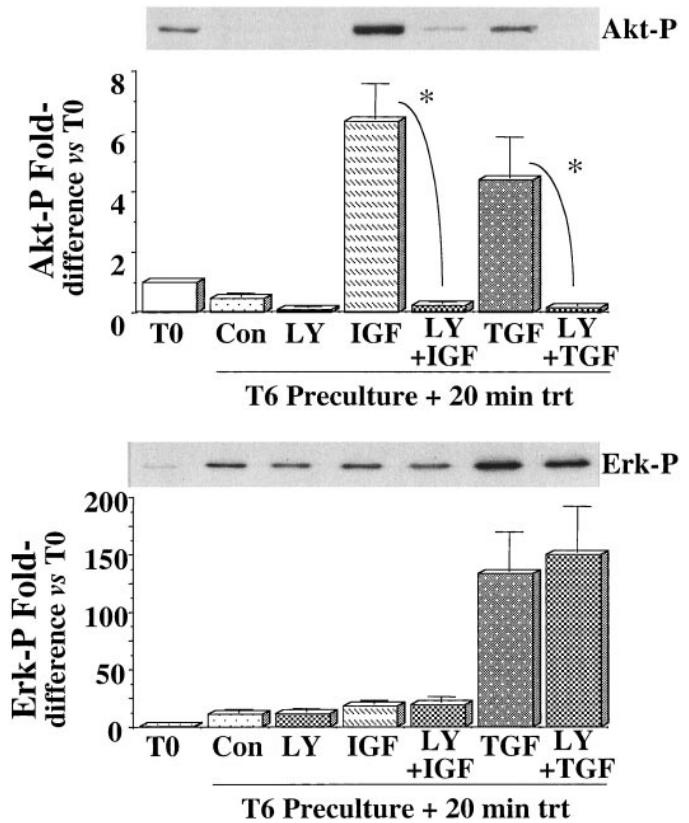 Akt-P
Akt-P Fold-
difference vs T0
8
6
4
2
0
*
*
T0 Con LY IGF LY TGF LY
+IGF +TGF
T6 Preculture + 20 min trt
Erk-P
Erk-P Fold-
difference vs T0
200
150
100
50
0
T0 Con LY IGF LY TGF LY
+IGF +TGF
T6 Preculture + 20 min trt